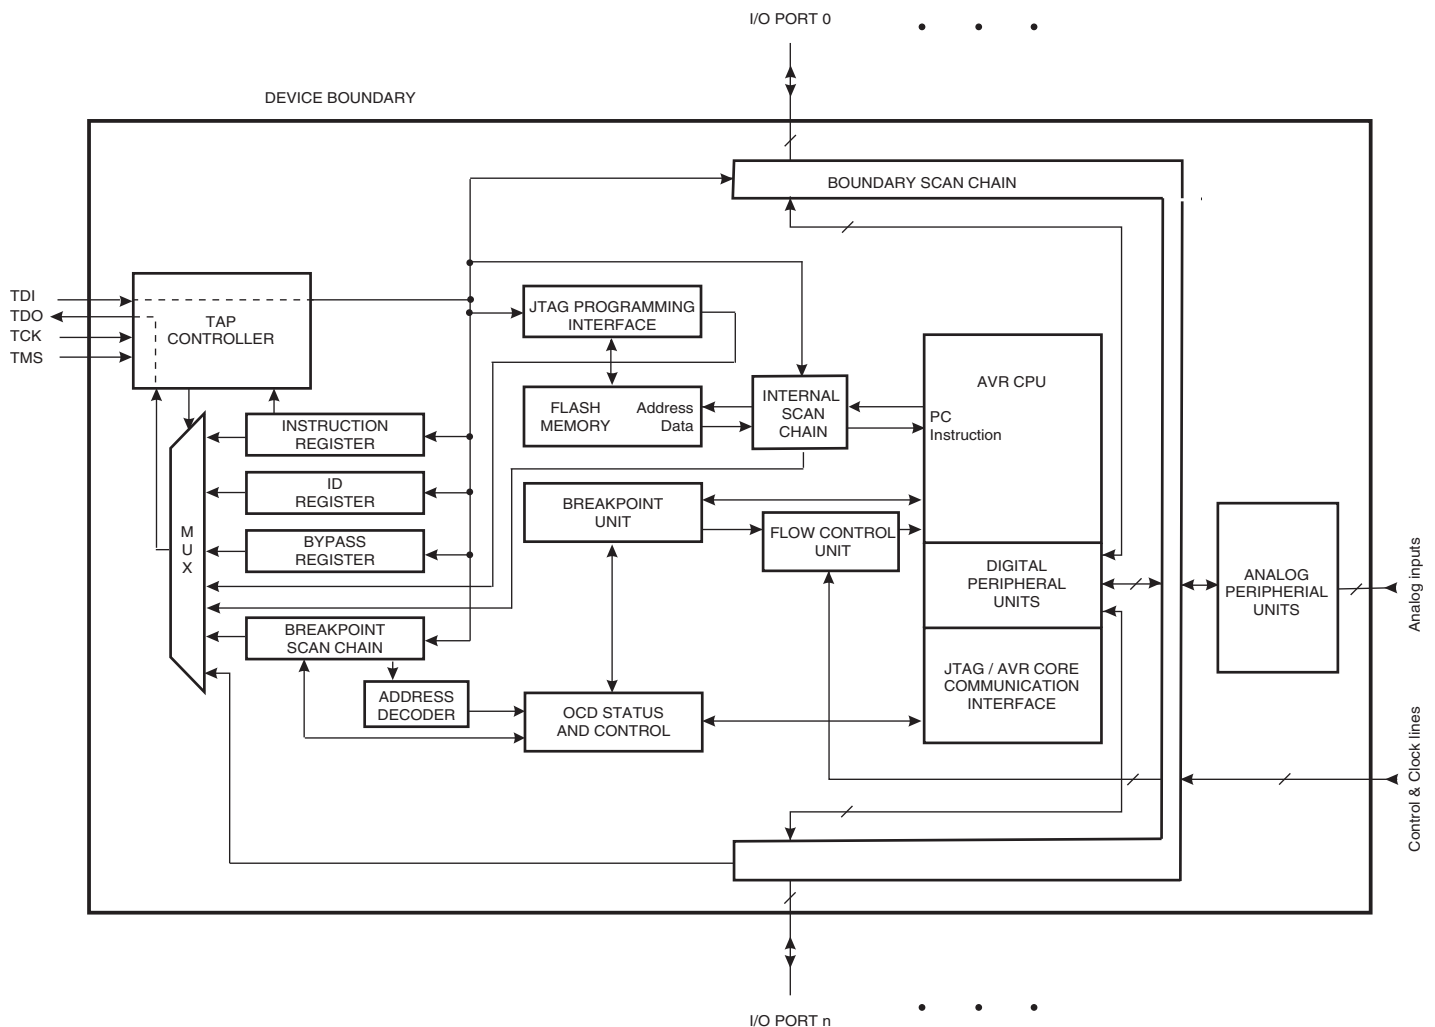 I/O PORT 0
DEVICE BOUNDARY
BOUNDARY SCAN CHAIN
TDI
TDO
TCK
TMS
TAP
CONTROLLER
JTAG PROGRAMMING
INTERFACE
FLASH
MEMORY
Address
Data
INTERNAL
SCAN
CHAIN
AVR CPU
PC
Instruction
INSTRUCTION
REGISTER
ID
REGISTER
BYPASS
REGISTER
M
U
X
BREAKPOINT
UNIT
FLOW CONTROL
UNIT
DIGITAL
PERIPHERAL
UNITS
ANALOG
PERIPHERIAL
UNITS
Analog inputs
BREAKPOINT
SCAN CHAIN
ADDRESS
DECODER
OCD STATUS
AND CONTROL
JTAG / AVR CORE
COMMUNICATION
INTERFACE
Control & Clock lines
I/O PORT n